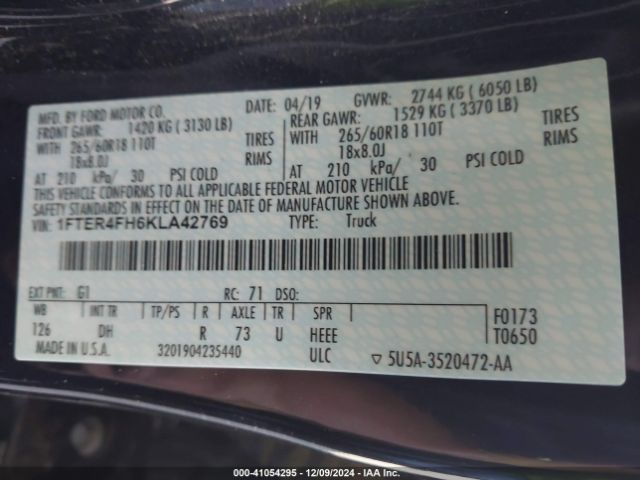 MFD. BY FORD MOTOR CO.
DATE: 04/19 GVWR: 2744 KG ( 6050 LB)
FRONT GAWR: 1420 KG ( 3130 LB)
REAR GAWR: 1529 KG ( 3370 LB)
WITH 265/60R18 110T TIRES
WITH 265/60R18 110T TIRES
18x8.0J RIMS
18x8.0J RIMS
AT 210 kPa/ 30 PSI COLD
AT 210 kPa/ 30 PSI COLD
THIS VEHICLE CONFORMS TO ALL APPLICABLE FEDERAL MOTOR VEHICLE
SAFETY STANDARDS IN EFFECT ON THE DATE OF MANUFACTURE SHOWN ABOVE.
VIN: 1FTER4FH6KLA42769 TYPE: Truck
EXT PNT: G1 RC: 71 DSO:
WB INT TR TP/PS R AXLE TR SPR F0173
126 DH R 73 U HEEE T0650
MADE IN U.S.A. 3201904235440 ULC ▽ 5U5A-3520472-AA
000-41054295 - 12/09/2024 - IAA Inc.